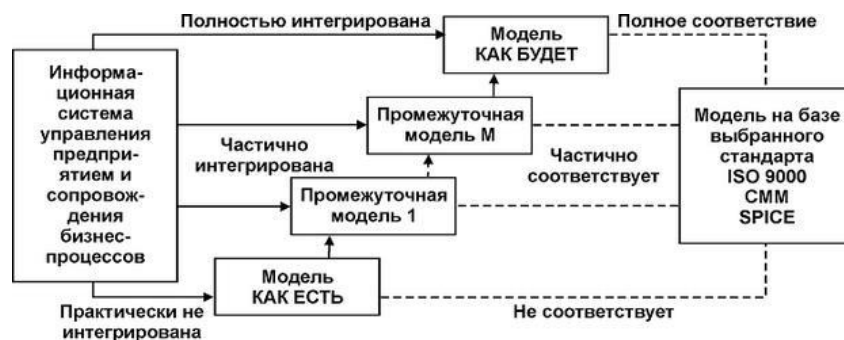 Полностью интегрирована
Полное соответствие
Модель
КАК БУДЕТ
Информа-
ционная
система
управления
предпри-
ятием и
сопровож-
дения
бизнес-
процессов
Промежуточная
модель М
Частично
интегрирована
Частично
соответствует
Модель на базе
выбранного
стандарта
ISO 9000
СММ
SPICE
Промежуточная
модель 1
Модель
КАК ЕСТЬ
Практически не
интегрирована
Не соответствует